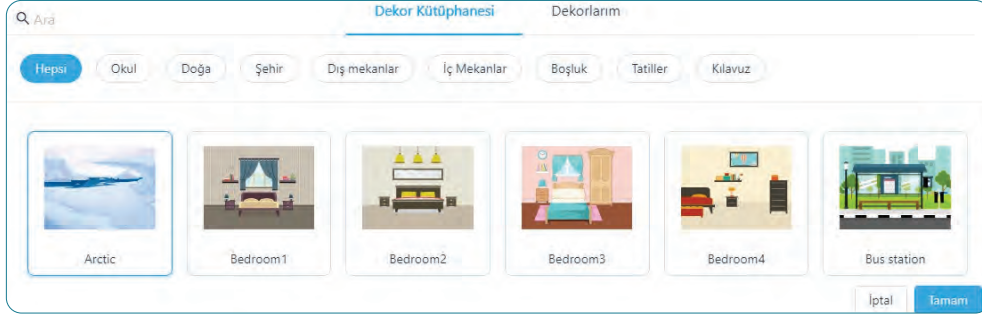 Ara
Dekor Kütüphanesi Dekorlarım
Hepsi Okul Doğa Şehir Dış mekanlar İç Mekanlar Boşluk Tatiller Kılavuz
Arctic Bedroom1 Bedroom2 Bedroom3 Bedroom4 Bus station
İptal Tamam